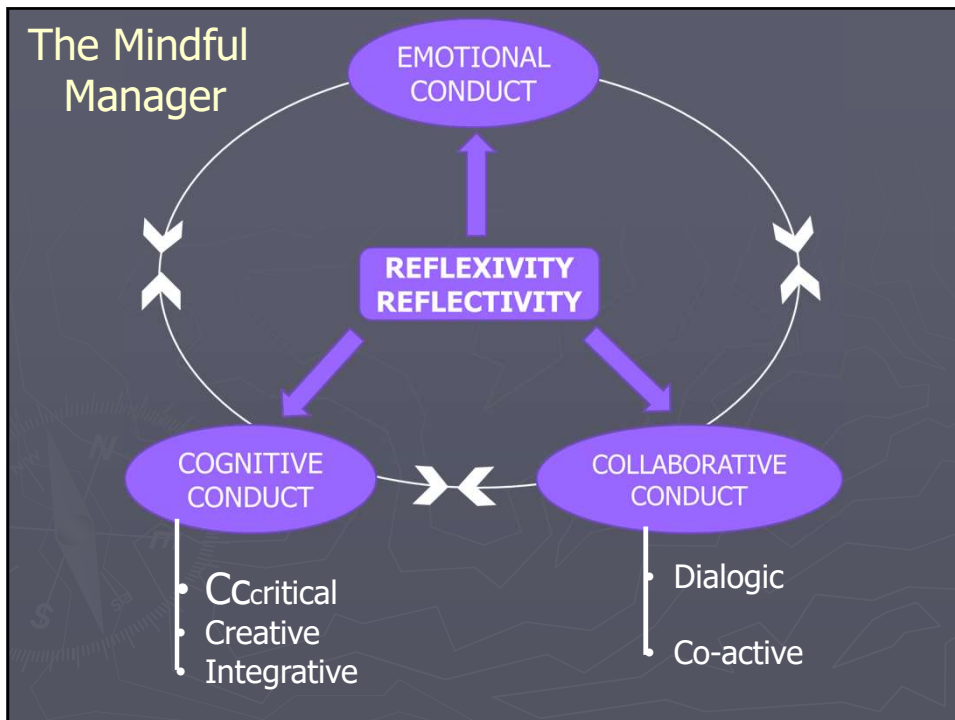 The Mindful
Manager
EMOTIONAL
CONDUCT
REFLEXIVITY
REFLECTIVITY
COGNITIVE
CONDUCT
COLLABORATIVE
CONDUCT
• CCcritical
• Creative
• Integrative
• Dialogic
• Co-active
N
E
S